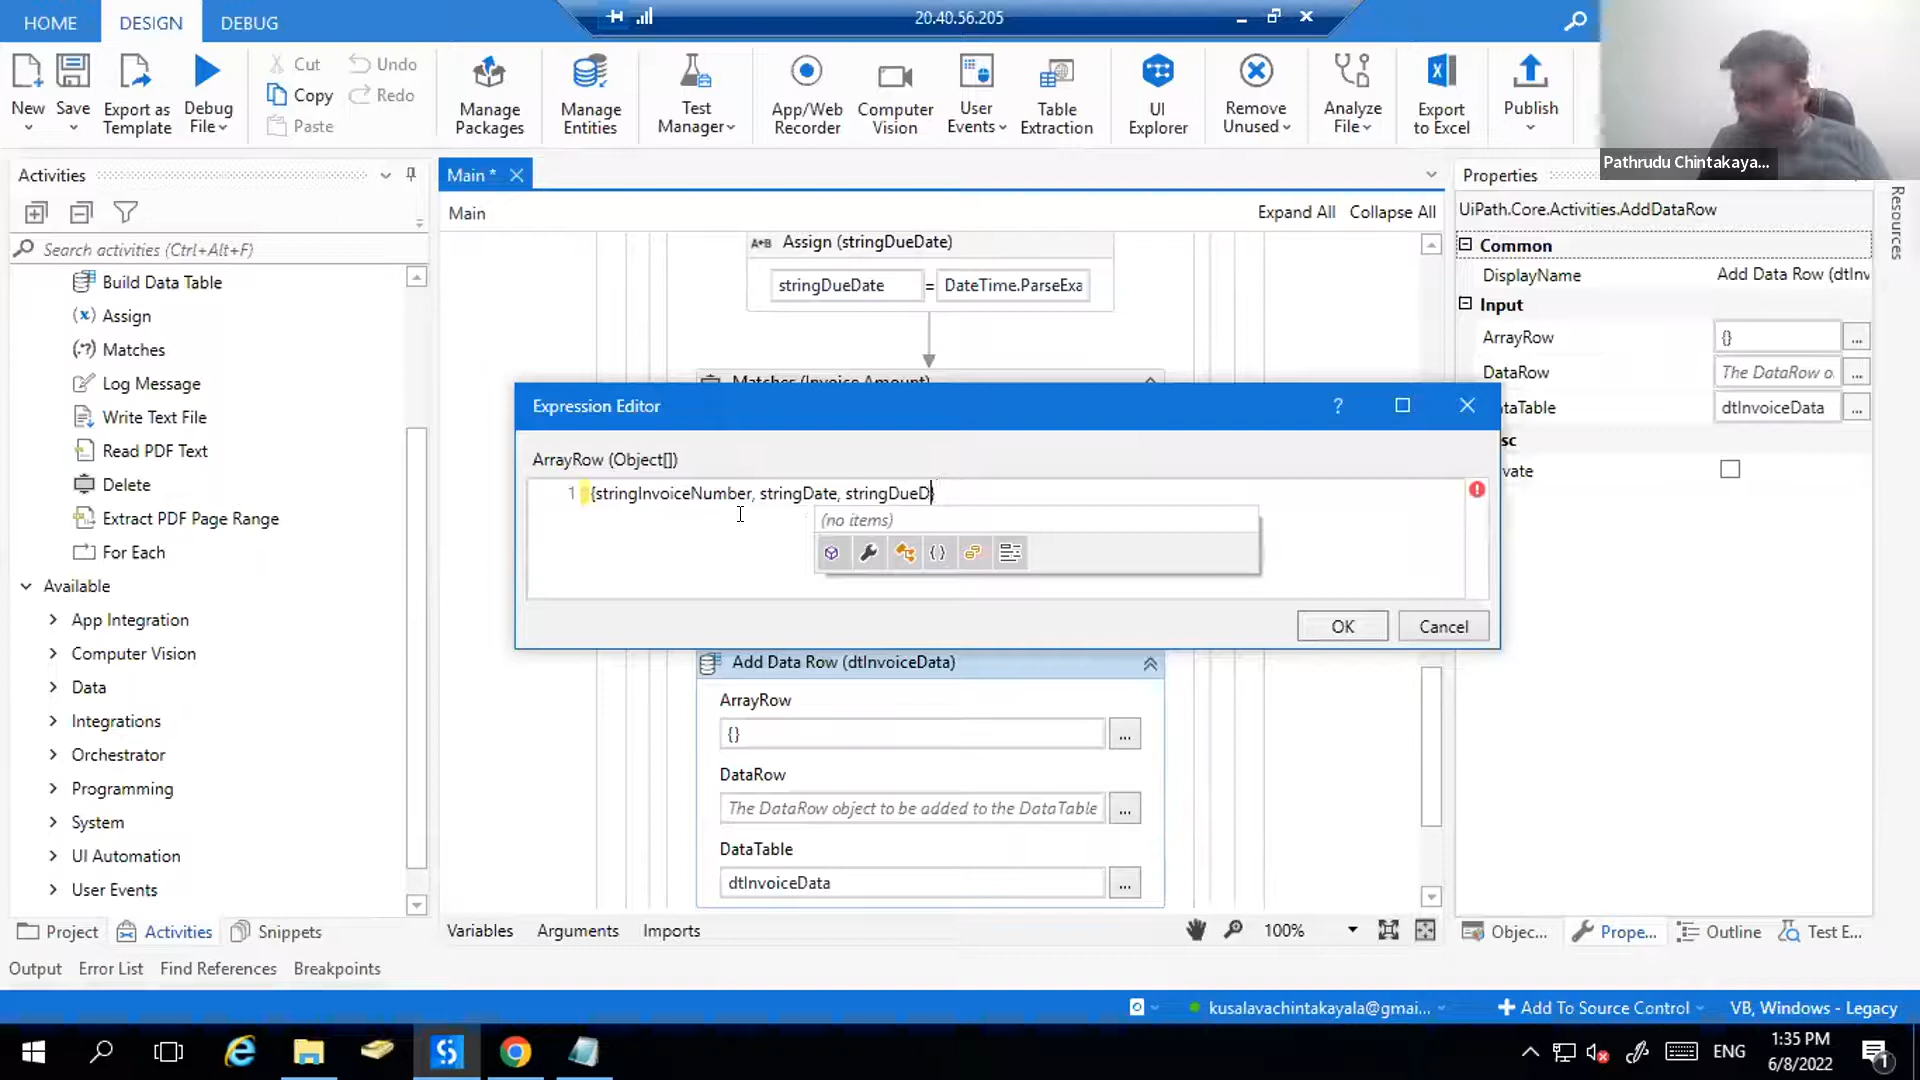 HOME
DESIGN
DEBUG
20.40.56.205
New
Save
Export as
Template
Debug
File
Cut
Copy
Paste
Undo
Redo
Manage
Packages
Manage
Entities
Test
Manager
App/Web
Recorder
Computer
Vision
User
Events
Table
Extraction
UI
Explorer
Remove
Unused
Analyze
File
Export
to Excel
Publish
Pathrudu Chintakaya...
Activities
Search activities (Ctrl+Alt+F)
Build Data Table
Assign
Matches
Log Message
Write Text File
Read PDF Text
Delete
Extract PDF Page Range
For Each
Available
App Integration
Computer Vision
Data
Integrations
Orchestrator
Programming
System
UI Automation
User Events
Project
Activities
Snippets
Main *
Main
Expand All
Collapse All
A*B Assign (stringDueDate)
stringDueDate = DateTime.ParseExa
Matches (Invoice Amount)
Expression Editor
?
ArrayRow (Object[])
1 {stringInvoiceNumber, stringDate, stringDueD}
(no items)
OK
Cancel
Add Data Row (dtInvoiceData)
ArrayRow
{}
...
DataRow
The DataRow object to be added to the DataTable
...
DataTable
dtInvoiceData
...
Variables
Arguments
Imports
100%
Properties
UiPath.Core.Activities.AddDataRow
Common
DisplayName
Add Data Row (dtInv
Input
ArrayRow
{}
...
DataRow
The DataRow o.
...
taTable
dtInvoiceData
...
sc
vate
Resources
Objec...
Prope...
Outline
Test E...
Output
Error List
Find References
Breakpoints
kusalavachintakayala@gmai...
Add To Source Control
VB, Windows - Legacy
ENG
1:35 PM
6/8/2022
1